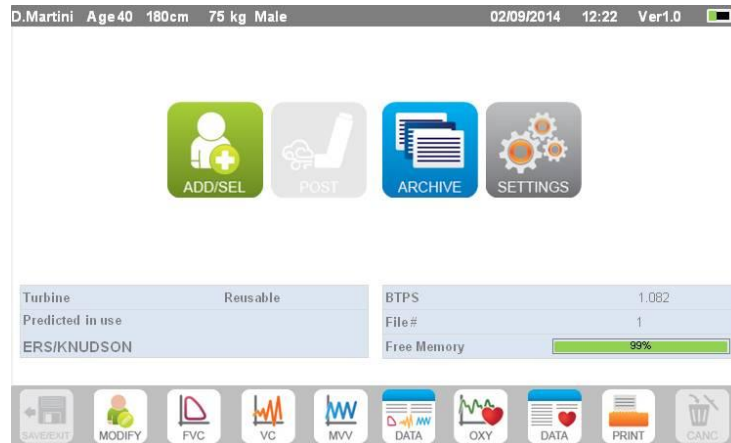 D.Martini Age40 180cm 75 kg Male 02/09/2014 12:22 Ver1.0
ADD/SEL POST ARCHIVE SETTINGS
Turbine Reusable
Predicted in use
ERS/KNUDSON
BTPS 1.082
File# 1
Free Memory 99%
SAVE/EXIT MODIFY FVC VC MVV DATA OXY DATA PRINT CANC